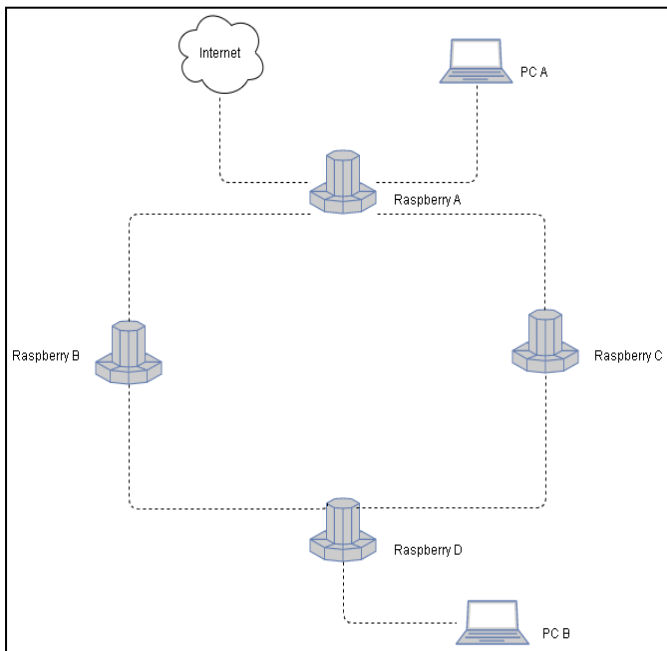 Internet
PC A
Raspberry A
Raspberry B
Raspberry C
Raspberry D
PC B